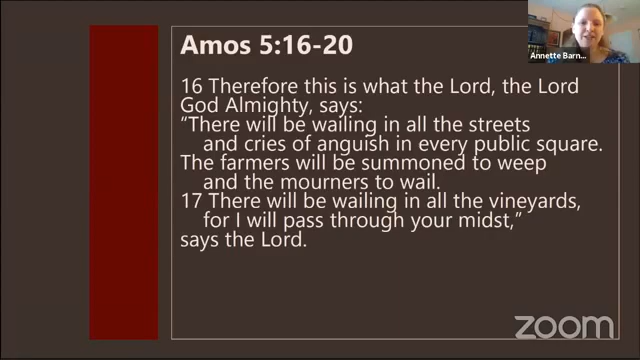 Amos 5:16-20
Annette Barn...
16 Therefore this is what the Lord, the Lord
God Almighty, says:
“There will be wailing in all the streets
and cries of anguish in every public square.
The farmers will be summoned to weep
and the mourners to wail.
17 There will be wailing in all the vineyards,
for I will pass through your midst,”
says the Lord.
zoom